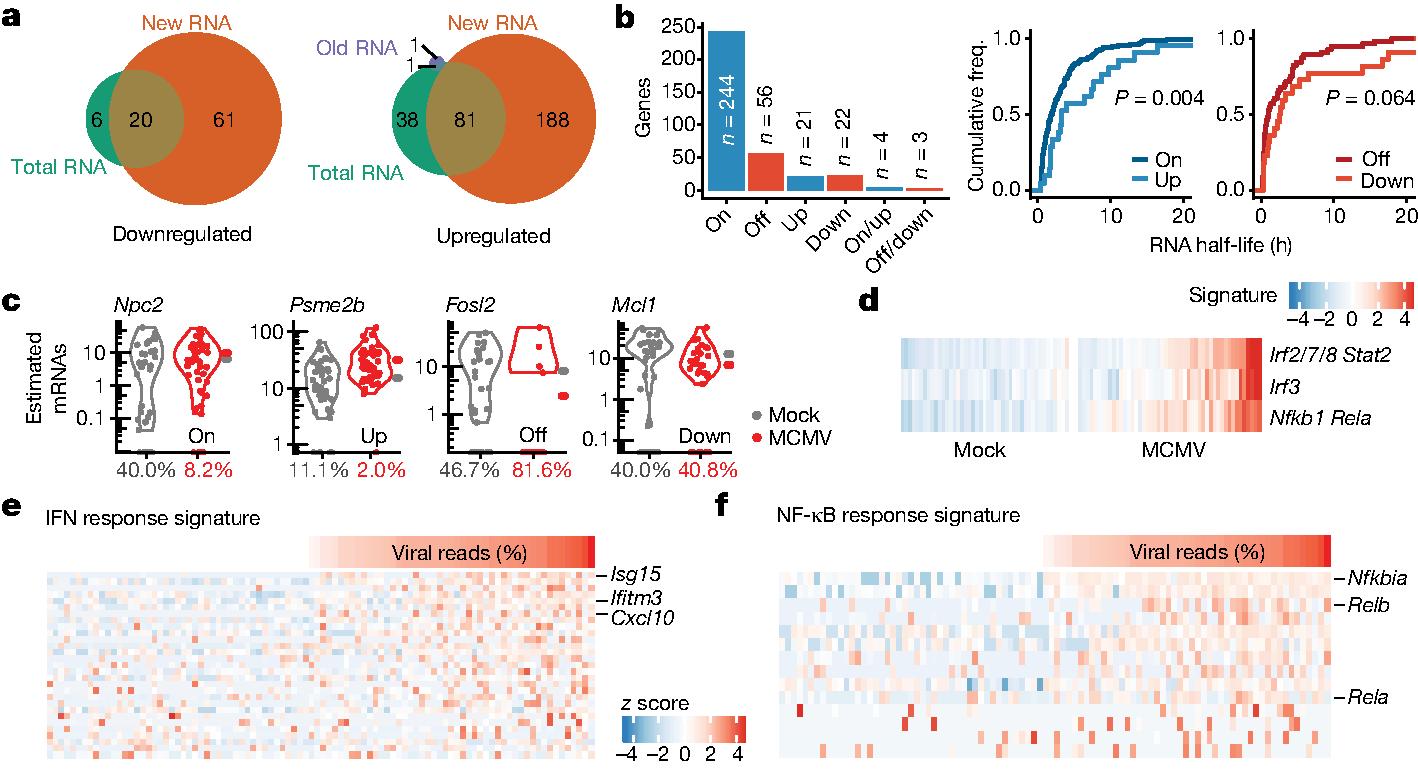 a
New RNA
Total RNA
6
20
61
Downregulated
New RNA
Old RNA
1
1
Total RNA
38
81
188
Upregulated
b
Genes
250
200
150
100
50
0
n = 244
n = 56
n = 21
n = 22
n = 4
n = 3
On
Off
Up
Down
On/up
Off/down
Cumulative freq.
1.0
0.5
0.0
P = 0.004
On
Up
0
10
20
1.0
0.5
0.0
P = 0.064
Off
Down
0
10
20
RNA half-life (h)
c
Estimated
mRNAs
Npc2
10
1
0.1
On
40.0%
8.2%
Psme2b
100
10
1
Up
11.1%
2.0%
Fosl2
10
1
Off
46.7%
81.6%
Mcl1
10
1
0.1
Down
40.0%
40.8%
Mock
MCMV
d
Signature
−4
−2
0
2
4
Irf2/7/8 Stat2
Irf3
Nfkb1 Rela
Mock
MCMV
e
IFN response signature
Viral reads (%)
Isg15
Ifitm3
Cxcl10
z score
−4
−2
0
2
4
f
NF-κB response signature
Viral reads (%)
Nfkbia
Relb
Rela